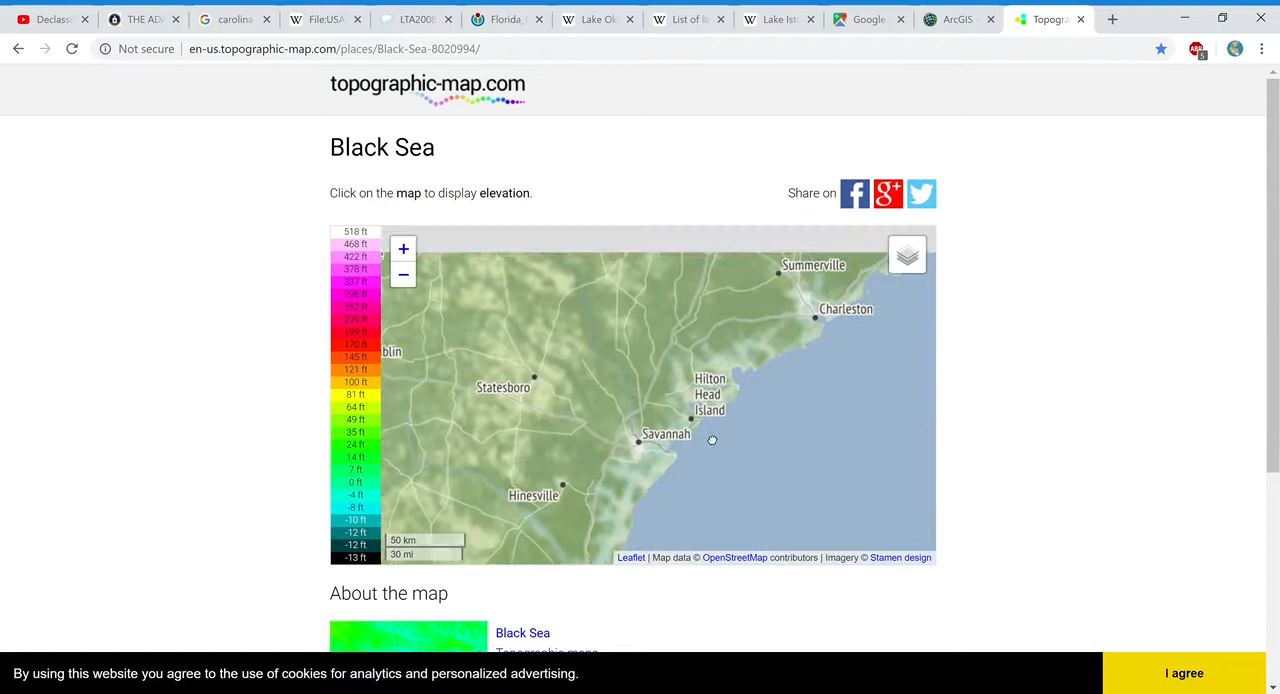 Declass
THE AD
carolina
File:USA
LTA2008
Florida_
Lake Ok
List of la
Lake Isto
Google
ArcGIS
Topogra
Not secure
en-us.topographic-map.com/places/Black-Sea-8020994/
ABP
5
topographic-map.com
Black Sea
Click on the map to display elevation.
Share on
f
g+
518 ft
468 ft
422 ft
378 ft
337 ft
298 ft
262 ft
229 ft
199 ft
170 ft
145 ft
121 ft
100 ft
81 ft
64 ft
49 ft
35 ft
24 ft
14 ft
7 ft
0 ft
-4 ft
-8 ft
-10 ft
-12 ft
-12 ft
-13 ft
+
−
Summerville
Charleston
blin
Statesboro
Hilton
Head
Island
Savannah
Hinesville
50 km
30 mi
Leaflet | Map data © OpenStreetMap contributors | Imagery © Stamen design
About the map
Black Sea
By using this website you agree to the use of cookies for analytics and personalized advertising.
I agree